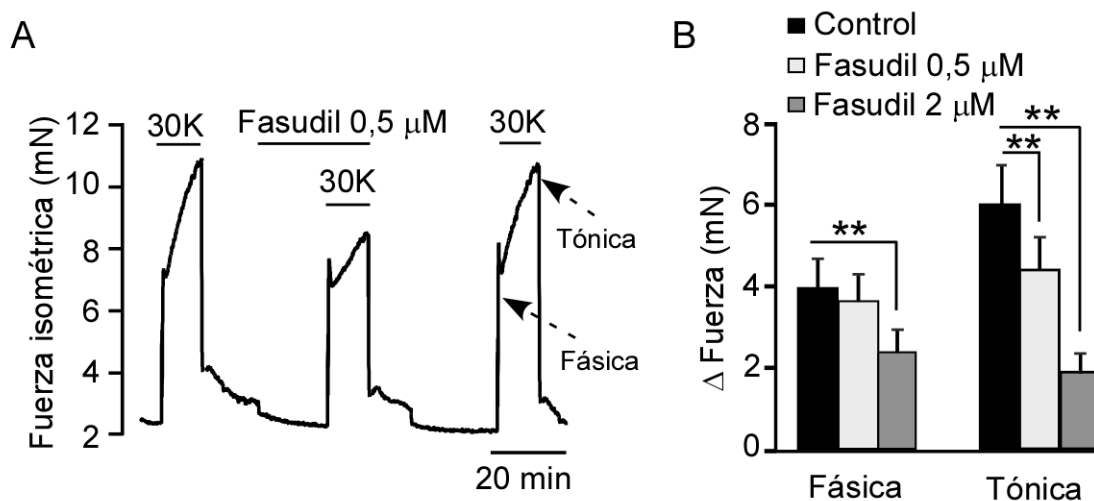 A
Fuerza isométrica (mN)
12
10
8
6
4
2
30K
Fasudil 0,5 μM
30K
30K
Tónica
Fásica
20 min
B
Control
Fasudil 0,5 μM
Fasudil 2 μM
△ Fuerza (mN)
8
6
4
2
0
**
**
**
Fásica
Tónica